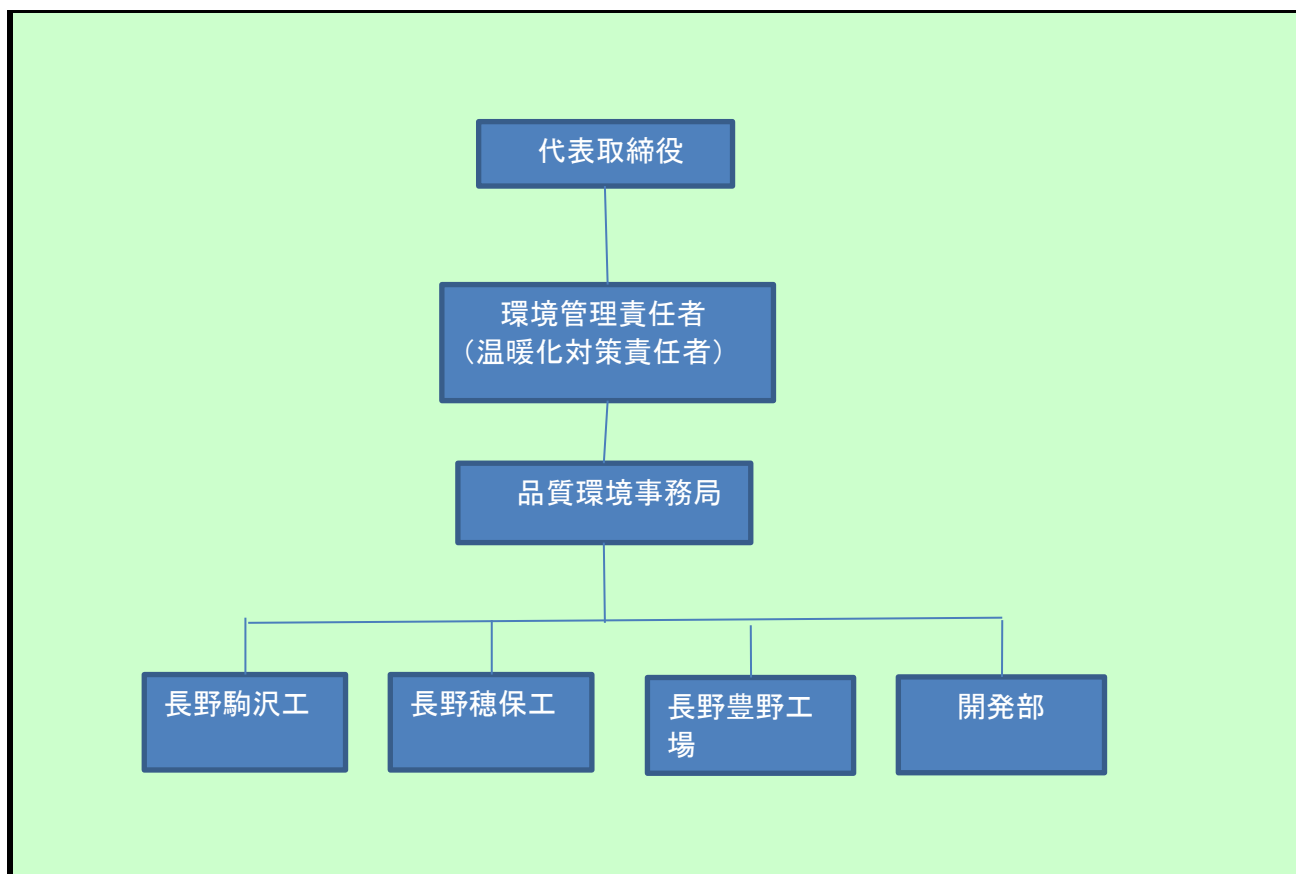 代表取締役
環境管理責任者
（温暖化対策責任者）
品質環境事務局
長野駒沢工
長野穂保工
長野豊野工
場
開発部